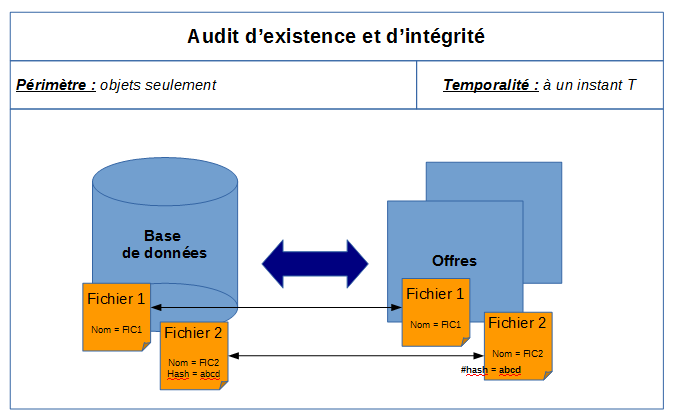 Audit d’existence et d’intégrité
Périmètre : objets seulement
Temporalité : à un instant T
Base
de données
Offres
Fichier 1
Nom = FIC1
Fichier 2
Nom = FIC2
Hash = abcd
Fichier 1
Nom = FIC1
Fichier 2
Nom = FIC2
#hash = abcd